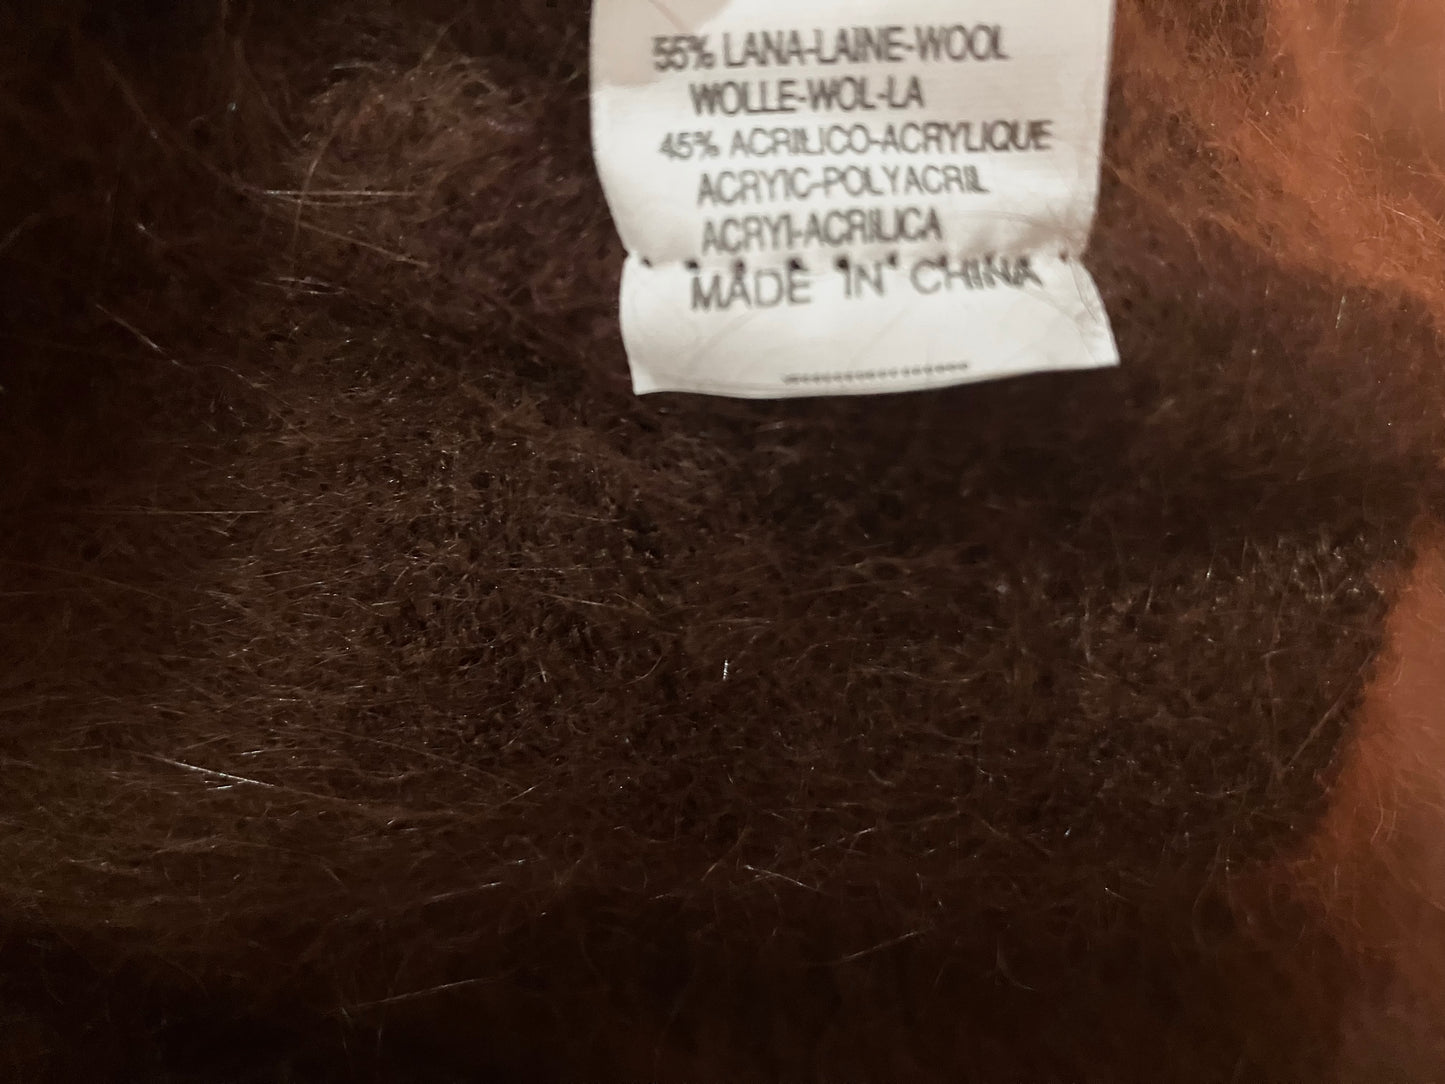 55% LANA-LAINE-WOOL
WOLLE-WOL-LA
45% ACRILICO-ACRYLIQUE
ACRYIC-POLYACRIL
ACRYI-ACRILICA
MADE IN CHINA